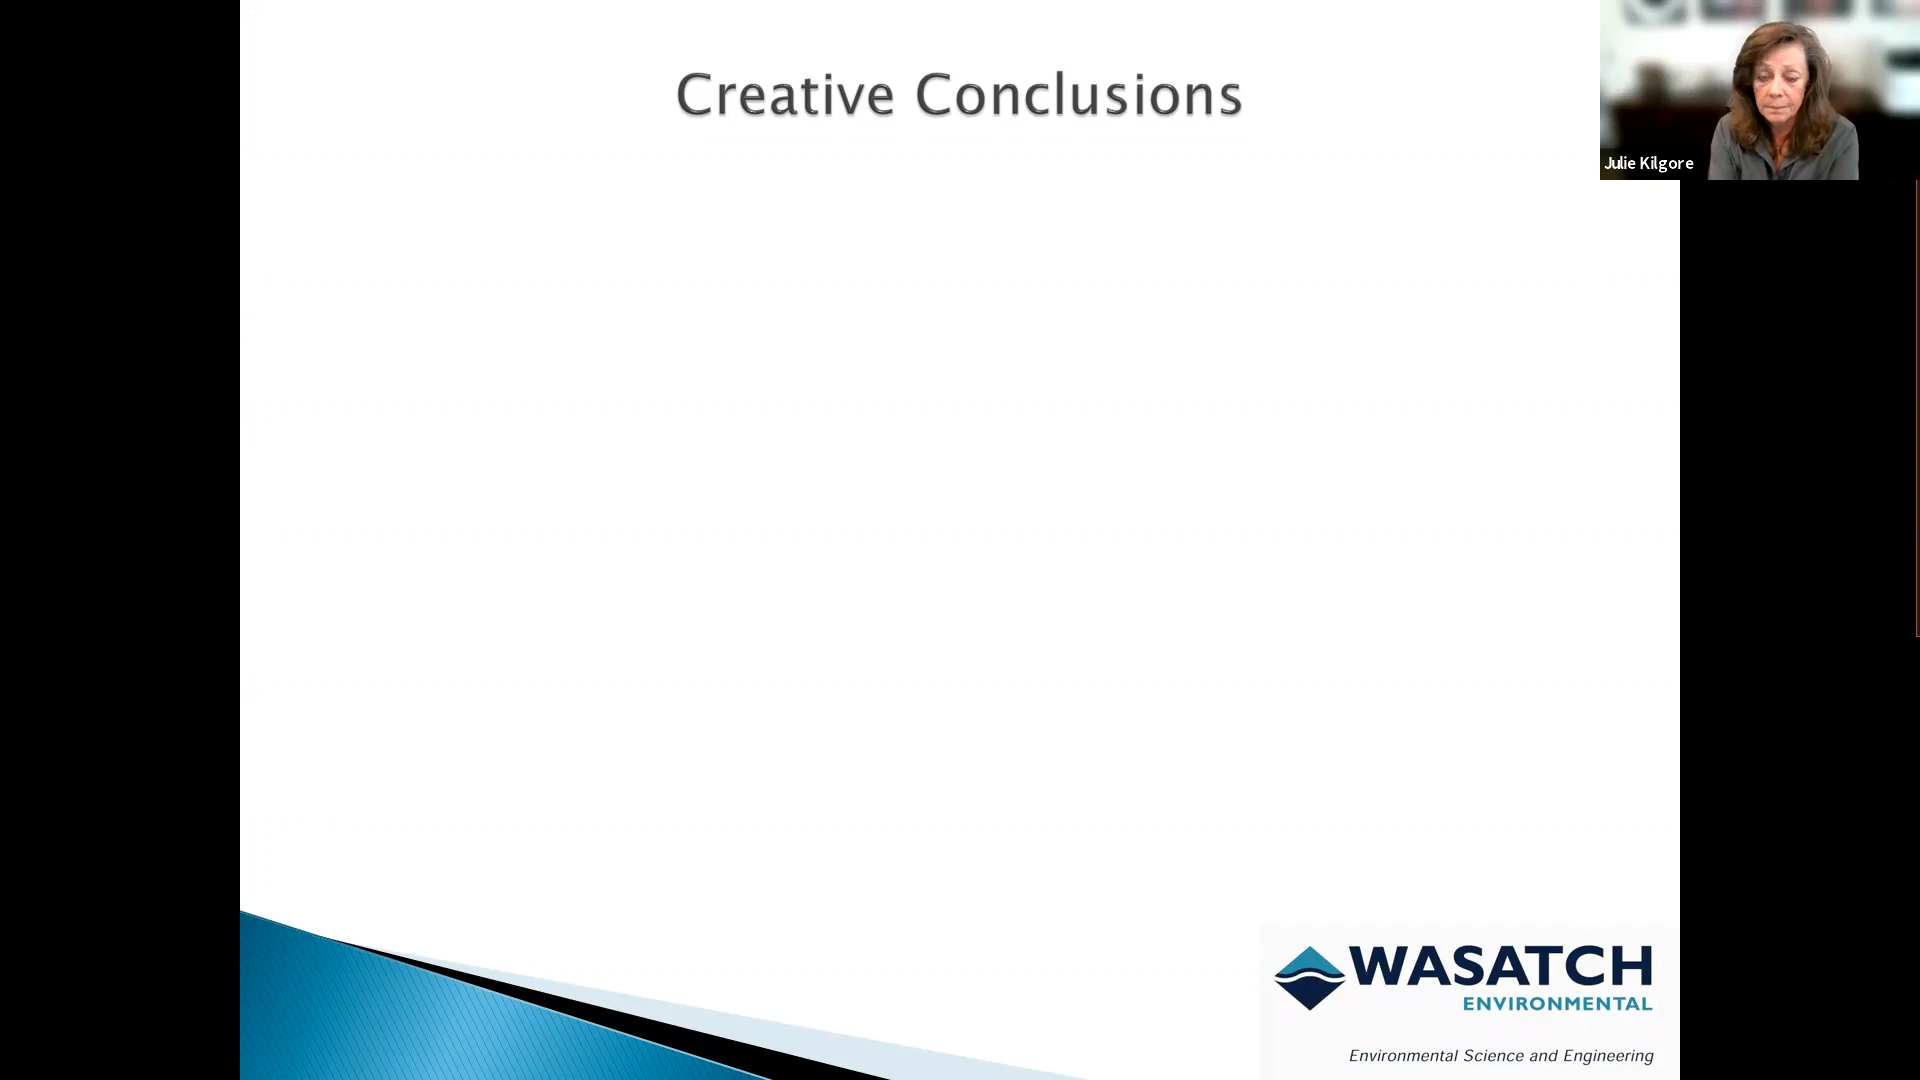 Creative Conclusions
Julie Kilgore
WASATCH
ENVIRONMENTAL
Environmental Science and Engineering